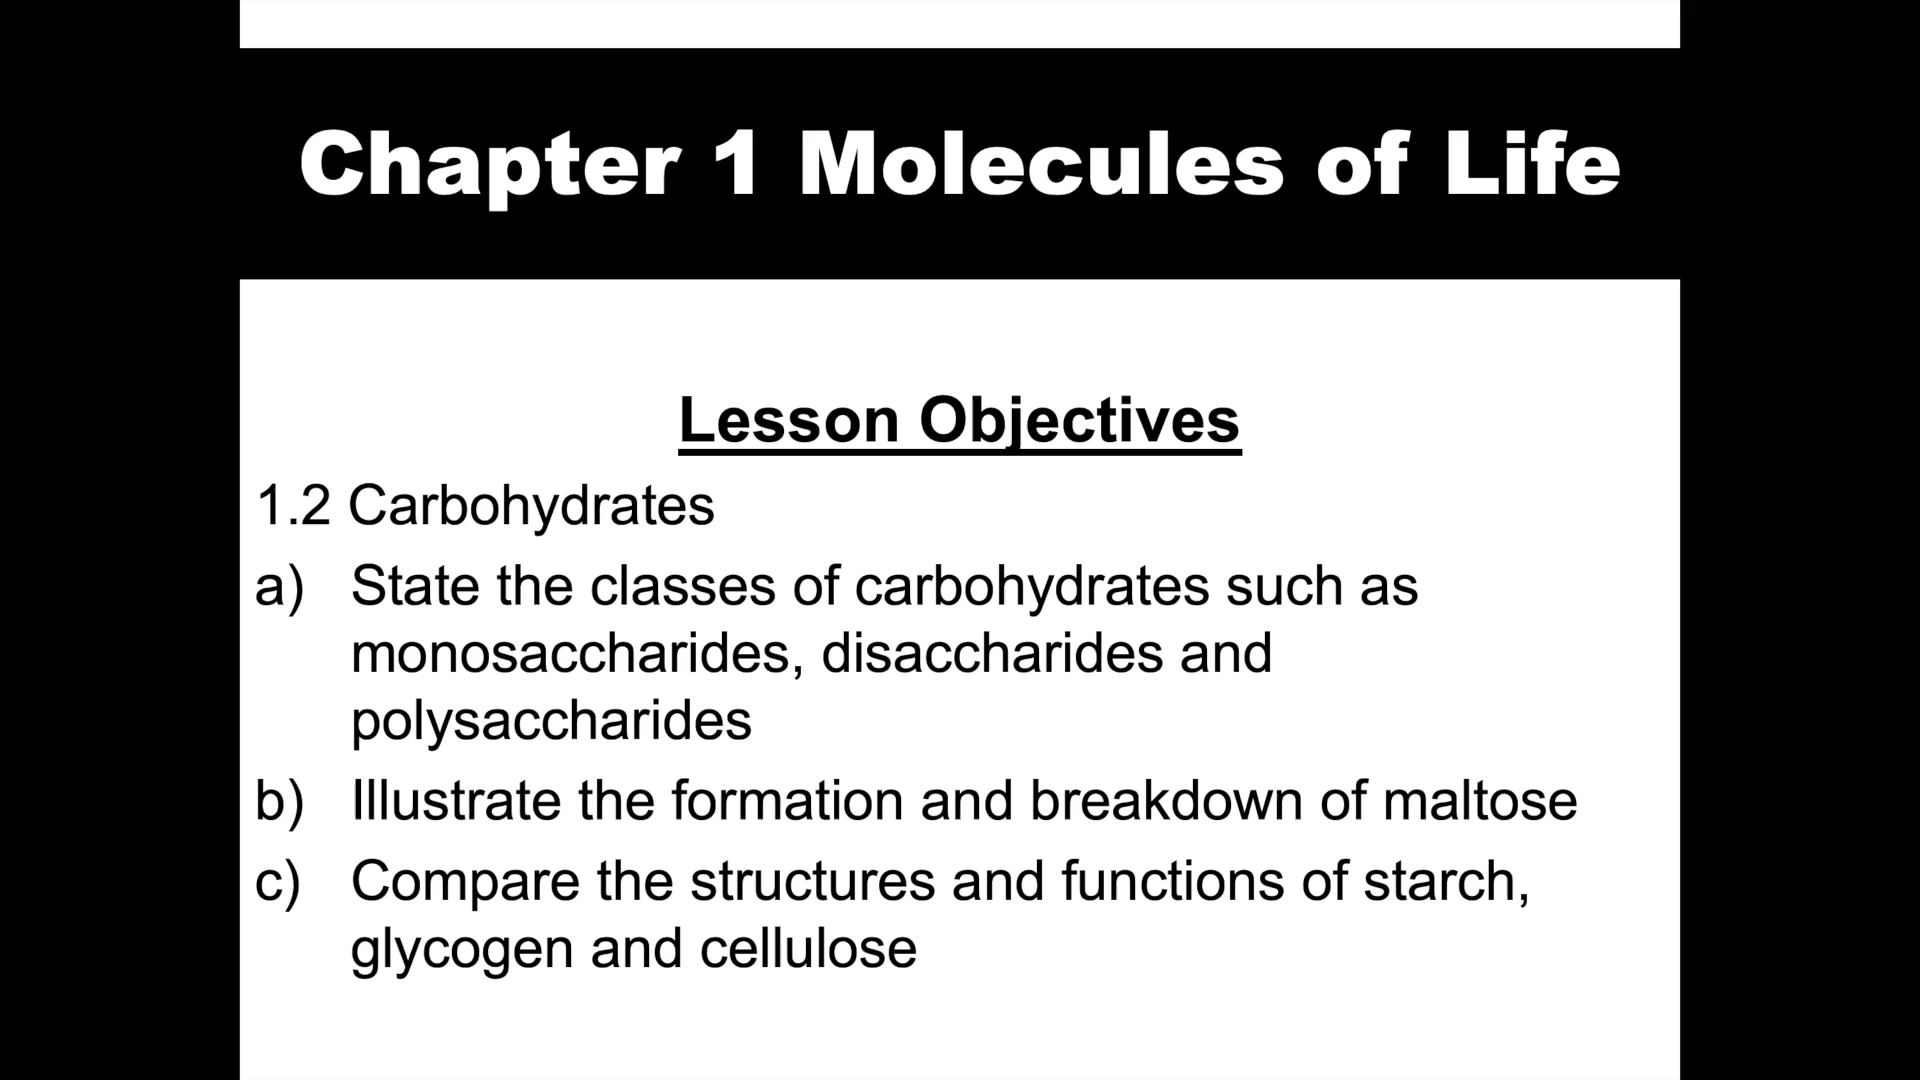 Chapter 1 Molecules of Life
Lesson Objectives
1.2 Carbohydrates
a) State the classes of carbohydrates such as
monosaccharides, disaccharides and
polysaccharides
b) Illustrate the formation and breakdown of maltose
c) Compare the structures and functions of starch,
glycogen and cellulose